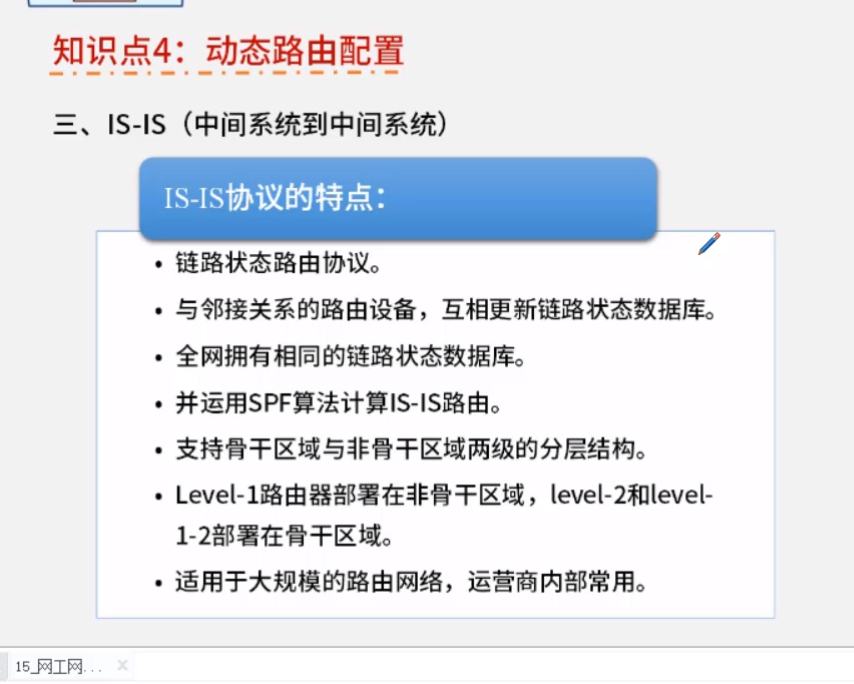 知识点4：动态路由配置
三、IS-IS（中间系统到中间系统）
IS-IS协议的特点：
• 链路状态路由协议。
• 与邻接关系的路由设备，互相更新链路状态数据库。
• 全网拥有相同的链路状态数据库。
• 并运用SPF算法计算IS-IS路由。
• 支持骨干区域与非骨干区域两级的分层结构。
• Level-1路由器部署在非骨干区域，level-2和level-
1-2部署在骨干区域。
• 适用于大规模的路由网络，运营商内部常用。
15_网工网...